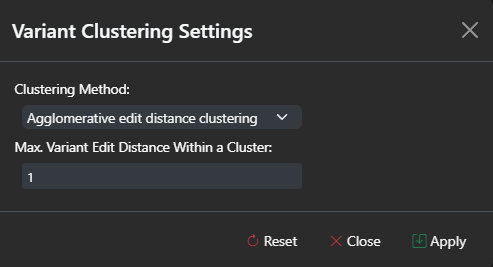 Variant Clustering Settings
Clustering Method:
Agglomerative edit distance clustering
Max. Variant Edit Distance Within a Cluster:
1
Reset Close Apply